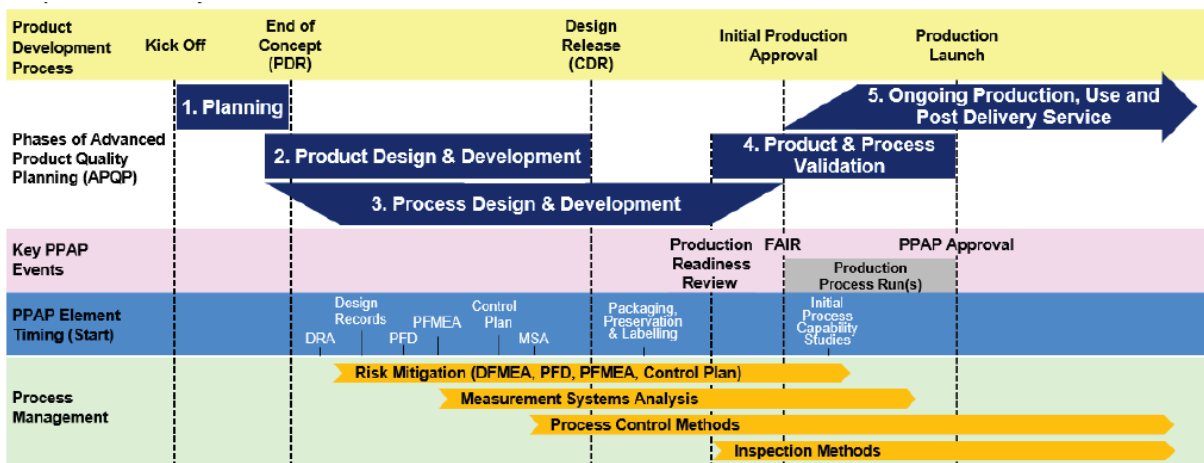 Product
Development
Process
Kick Off
End of
Concept
(PDR)
Design
Release
(CDR)
Initial Production
Approval
Production
Launch
Phases of Advanced
Product Quality
Planning (APQP)
1. Planning
2. Product Design & Development
3. Process Design & Development
4. Product & Process
Validation
5. Ongoing Production, Use and
Post Delivery Service
Key PPAP
Events
Production
Readiness
Review
FAIR
PPAP Approval
Production
Process Run(s)
PPAP Element
Timing (Start)
DRA
Design
Records
PFD
PFMEA
Control
Plan
MSA
Packaging,
Preservation
& Labelling
Initial
Process
Capability
Studies
Process
Management
Risk Mitigation (DFMEA, PFD, PFMEA, Control Plan)
Measurement Systems Analysis
Process Control Methods
Inspection Methods